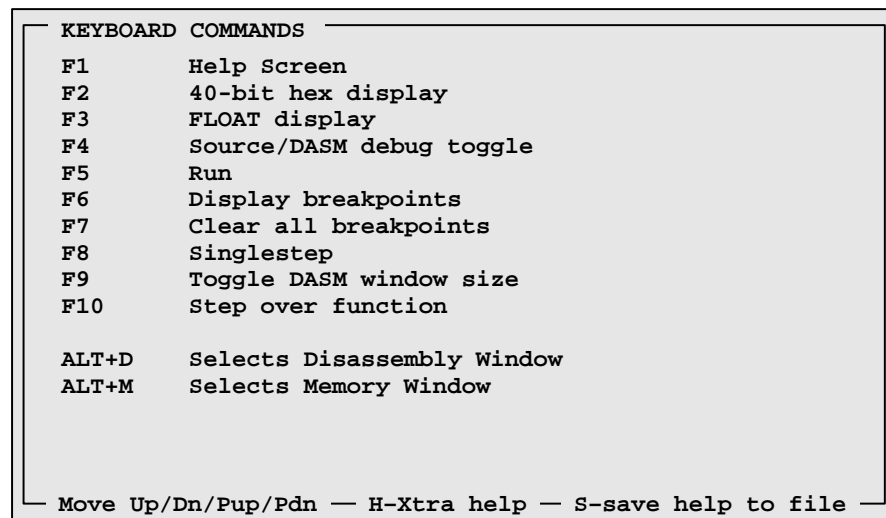 KEYBOARD COMMANDS
F1 Help Screen
F2 40-bit hex display
F3 FLOAT display
F4 Source/DASM debug toggle
F5 Run
F6 Display breakpoints
F7 Clear all breakpoints
F8 Singlestep
F9 Toggle DASM window size
F10 Step over function
ALT+D Selects Disassembly Window
ALT+M Selects Memory Window
Move Up/Dn/Pup/Pdn — H–Xtra help — S–save help to file